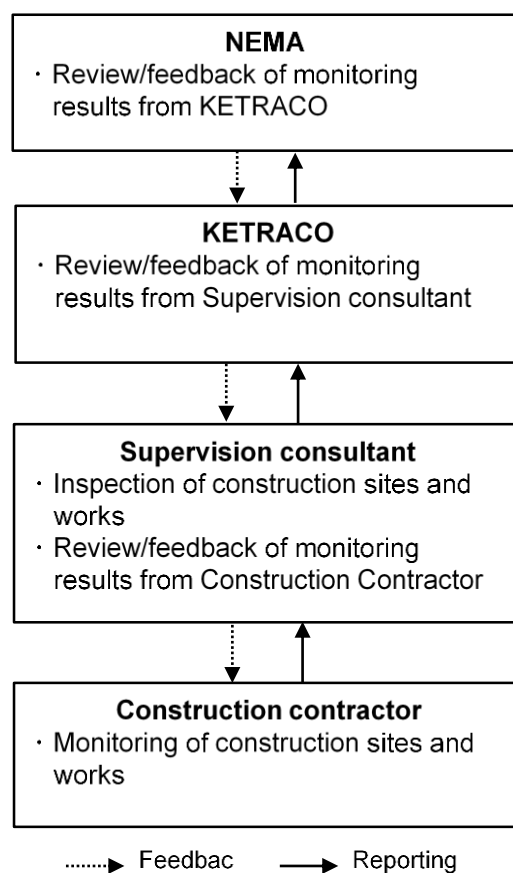 NEMA
· Review/feedback of monitoring
results from KETRACO
KETRACO
· Review/feedback of monitoring
results from Supervision consultant
Supervision consultant
· Inspection of construction sites and
works
· Review/feedback of monitoring
results from Construction Contractor
Construction contractor
· Monitoring of construction sites and
works
Feedbac Reporting